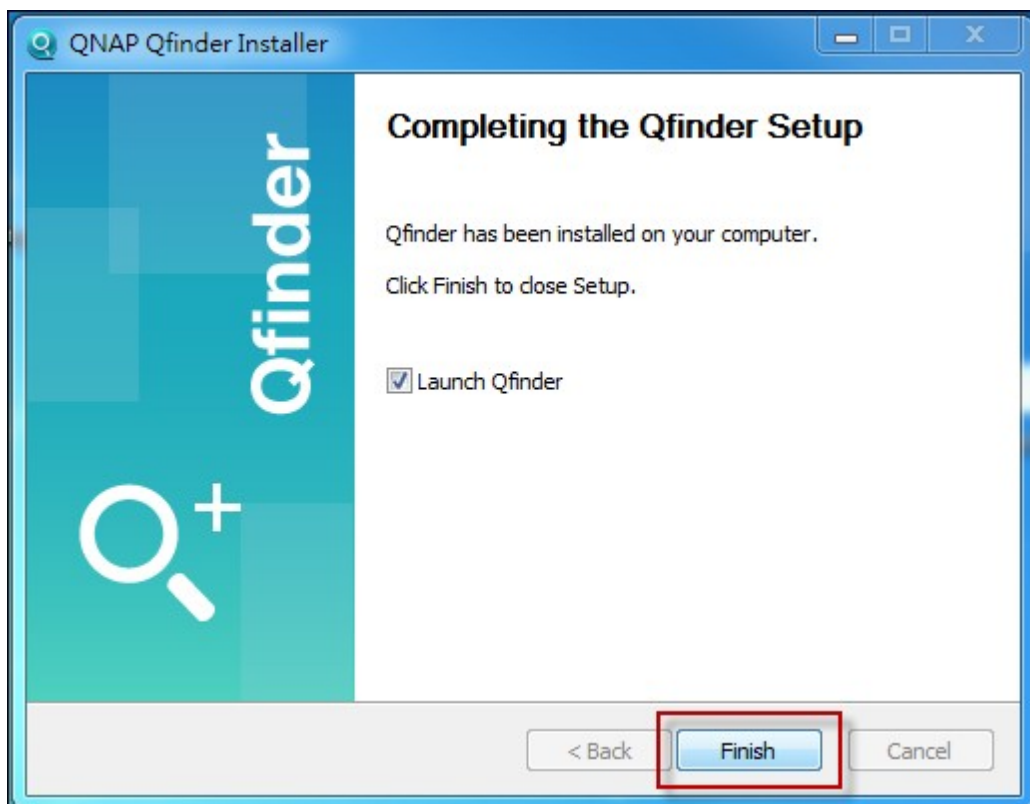 QNAP Qfinder Installer
Qfinder
Completing the Qfinder Setup
Qfinder has been installed on your computer.
Click Finish to close Setup.
Launch Qfinder
< Back
Finish
Cancel